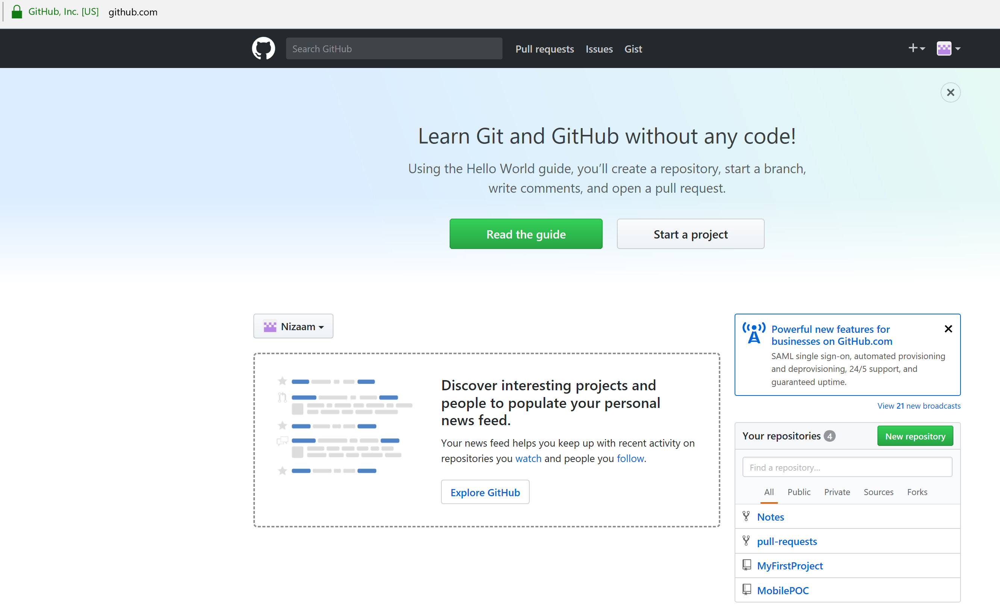 GitHub, Inc. [US] github.com
Search GitHub
Pull requests Issues Gist
Learn Git and GitHub without any code!
Using the Hello World guide, you’ll create a repository, start a branch,
write comments, and open a pull request.
Read the guide
Start a project
Nizaam
Discover interesting projects and
people to populate your personal
news feed.
Your news feed helps you keep up with recent activity on
repositories you watch and people you follow.
Explore GitHub
Powerful new features for
businesses on GitHub.com
SAML single sign-on, automated provisioning
and deprovisioning, 24/5 support, and
guaranteed uptime.
View 21 new broadcasts
Your repositories 4
New repository
Find a repository...
All Public Private Sources Forks
Notes
pull-requests
MyFirstProject
MobilePOC